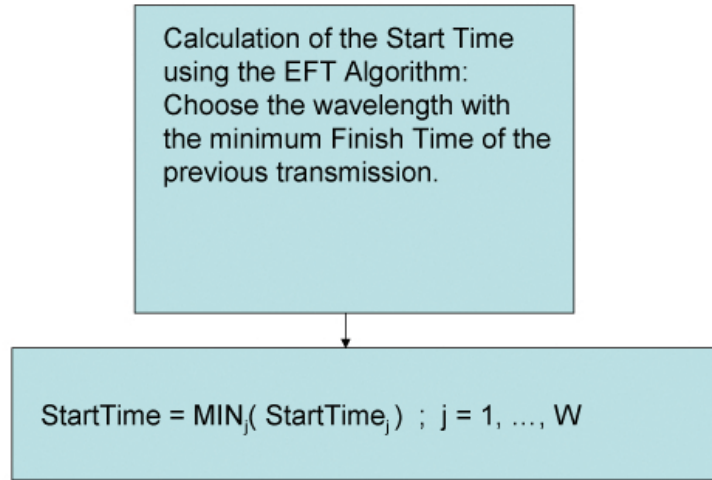 Calculation of the Start Time
using the EFT Algorithm:
Choose the wavelength with
the minimum Finish Time of the
previous transmission.
StartTime = MINj( StartTimej ) ; j = 1, ..., W